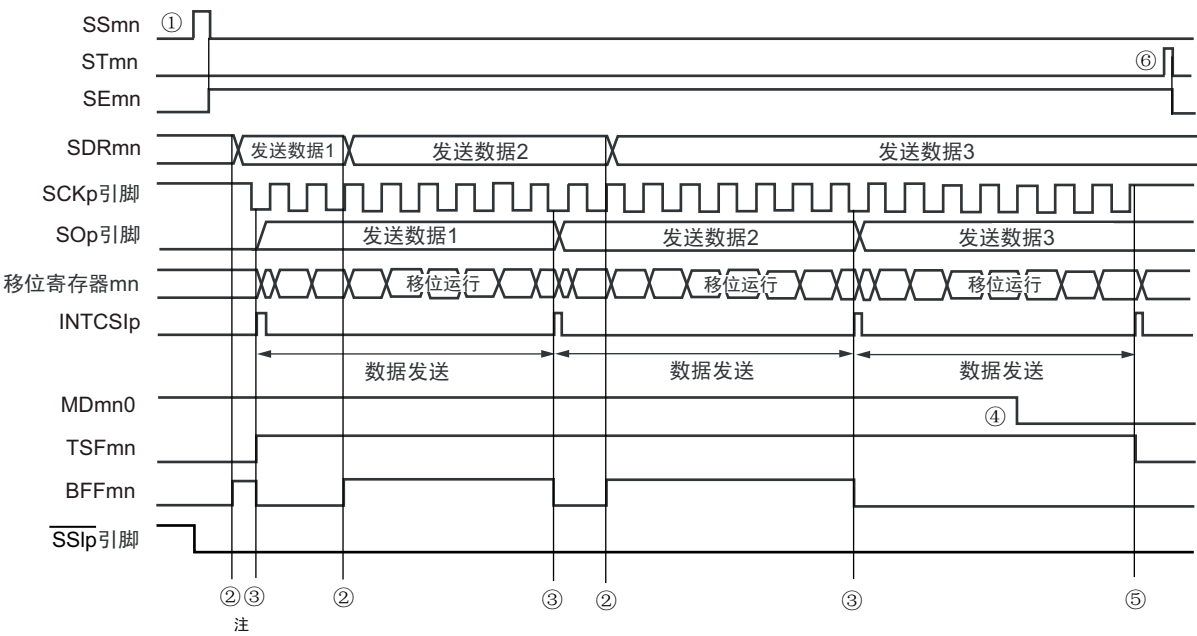 SSmn ①
STmn ⑥
SEmn
SDRmn 发送数据1 发送数据2 发送数据3
SCKp引脚
SOp引脚 发送数据1 发送数据2 发送数据3
移位寄存器mn 移位运行 移位运行 移位运行
INTCSIp
数据发送 数据发送 数据发送
MDmn0 ④
TSFmn
BFFmn
SSIp引脚
② ③ ② ③ ② ③ ⑤
注